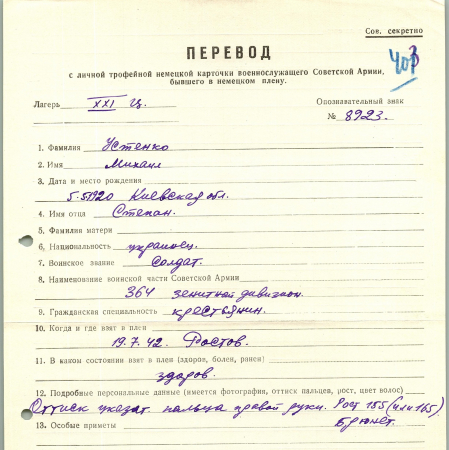 Сов. секретно
403
ПЕРЕВОД
с личной трофейной немецкой карточки военнослужащего Советской Армии,
бывшего в немецком плену.
Лагерь XXI Ц.
Опознавательный знак
№ 8923.
1. Фамилия Устенко
2. Имя Михаил
3. Дата и место рождения
1920 Киевская обл.
4. Имя отца Степан.
5. Фамилия матери
6. Национальность украинец.
7. Воинское звание солдат.
8. Наименование воинской части Советской Армии
364 зенитной дивизион.
9. Гражданская специальность крестьянин.
10. Когда и где взят в плен
19.7.42. Ростов.
11. В каком состоянии взят в плен (здоров, болен, ранен)
здоров.
12. Подробные персональные данные (имеется фотография, оттиск пальцев, рост, цвет волос)
Оттиск указат. пальца правой руки. Рост 155 (или 165).
13. Особые приметы Брюнет.